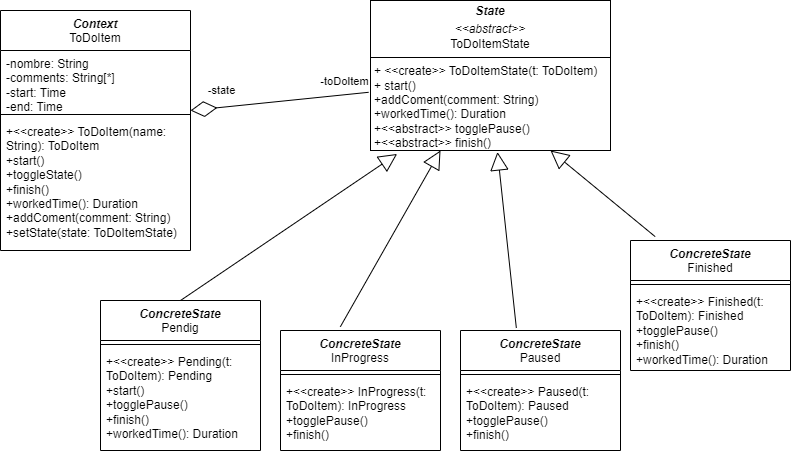 Context
ToDoItem
-nombre: String
-comments: String[*]
-start: Time
-end: Time
+<<create>> ToDoItem(name:
String): ToDoItem
+start()
+toggleState()
+finish()
+workedTime(): Duration
+addComent(comment: String)
+setState(state: ToDoItemState)
-state
-toDoItem
State
<<abstract>>
ToDoItemState
+ <<create>> ToDoItemState(t: ToDoItem)
+ start()
+addComent(comment: String)
+workedTime(): Duration
+<<abstract>> togglePause()
+<<abstract>> finish()
ConcreteState
Pendig
+<<create>> Pending(t:
ToDoItem): Pending
+start()
+togglePause()
+finish()
+workedTime(): Duration
ConcreteState
InProgress
+<<create>> InProgress(t:
ToDoItem): InProgress
+togglePause()
+finish()
ConcreteState
Paused
+<<create>> Paused(t:
ToDoItem): Paused
+togglePause()
+finish()
ConcreteState
Finished
+<<create>> Finished(t:
ToDoItem): Finished
+togglePause()
+finish()
+workedTime(): Duration